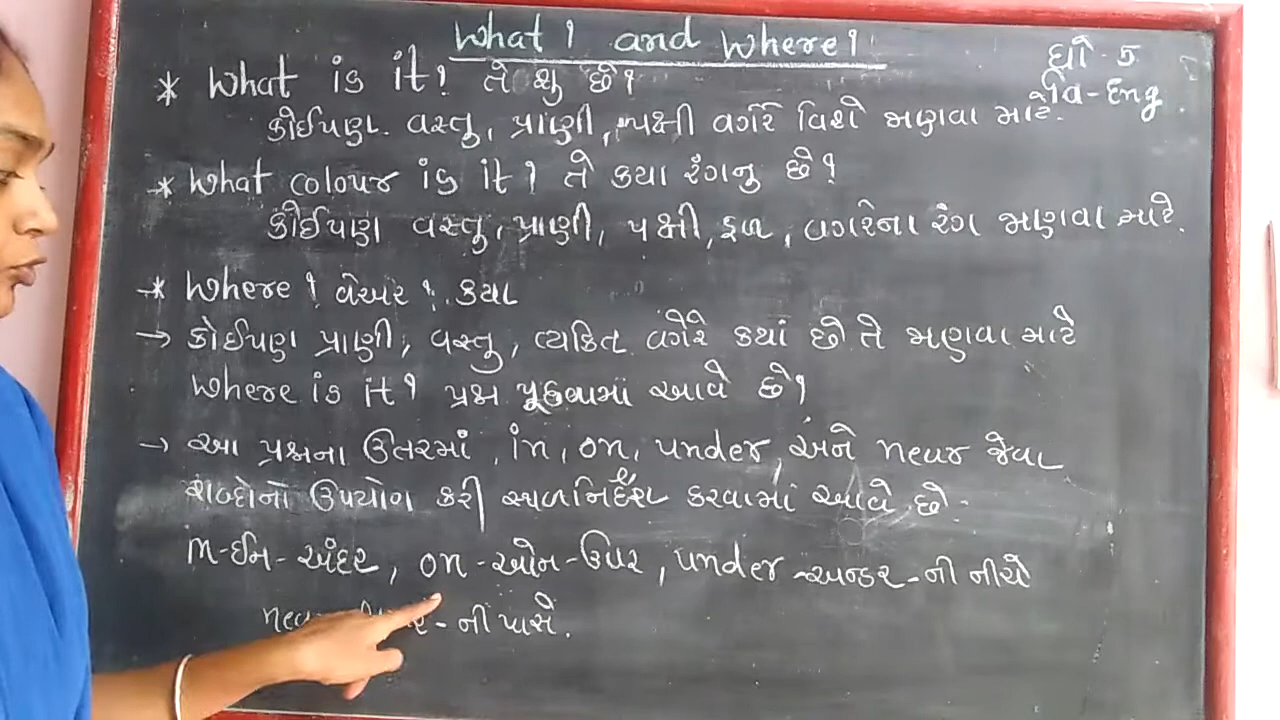 What? and Where?
ધો - 5
વિ - Eng
* What is it? તે શુ છે?
કોઈપણ વસ્તુ, પ્રાણી, પક્ષી વગેરે વિશે જાણવા માટે.
* What colour is it? તે કયા રંગનુ છે?
કોઈપણ વસ્તુ, પ્રાણી, પક્ષી, ફળ, વગરેના રંગ જાણવા માટે.
* Where? વેઅર? કયા
→ કોઈપણ પ્રાણી, વસ્તુ, વ્યકિત વગેરે કયાં છે તે જાણવા માટે
Where is it? પ્રશ્ન પૂછવામાં આવે છે?
→ આ પ્રશ્નના ઉતરમાં, in, on, under, અને near જેવા
શબ્દોનો ઉપયોગ કરી સ્થળનિર્દેશ કરવામાં આવે છે.
in - ઈન - અંદર, on - ઓન - ઉપર, under - અન્ડર - ની નીચે
- ની પાસે.